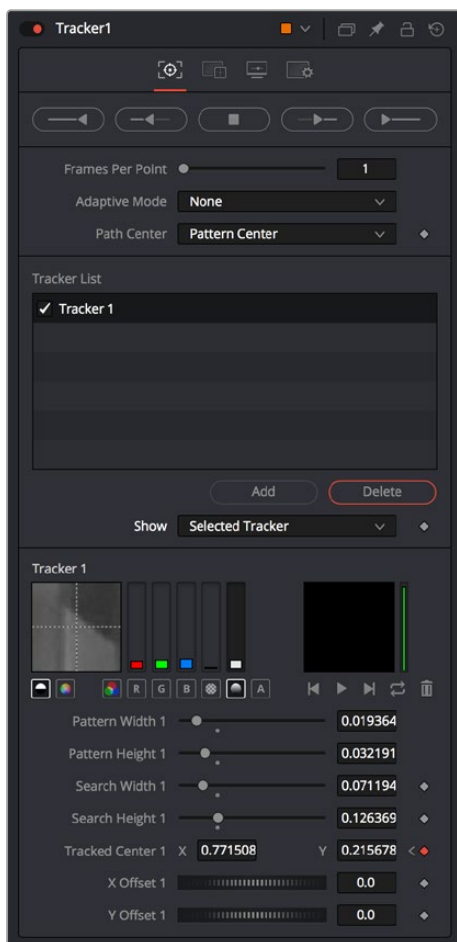 Tracker1
Frames Per Point 1
Adaptive Mode None
Path Center Pattern Center
Tracker List
Tracker 1
Add Delete
Show Selected Tracker
Tracker 1
R G B A
Pattern Width 1 0.019364
Pattern Height 1 0.032191
Search Width 1 0.071194
Search Height 1 0.126369
Tracked Center 1 X 0.771508 Y 0.215678 <
X Offset 1 0.0
Y Offset 1 0.0